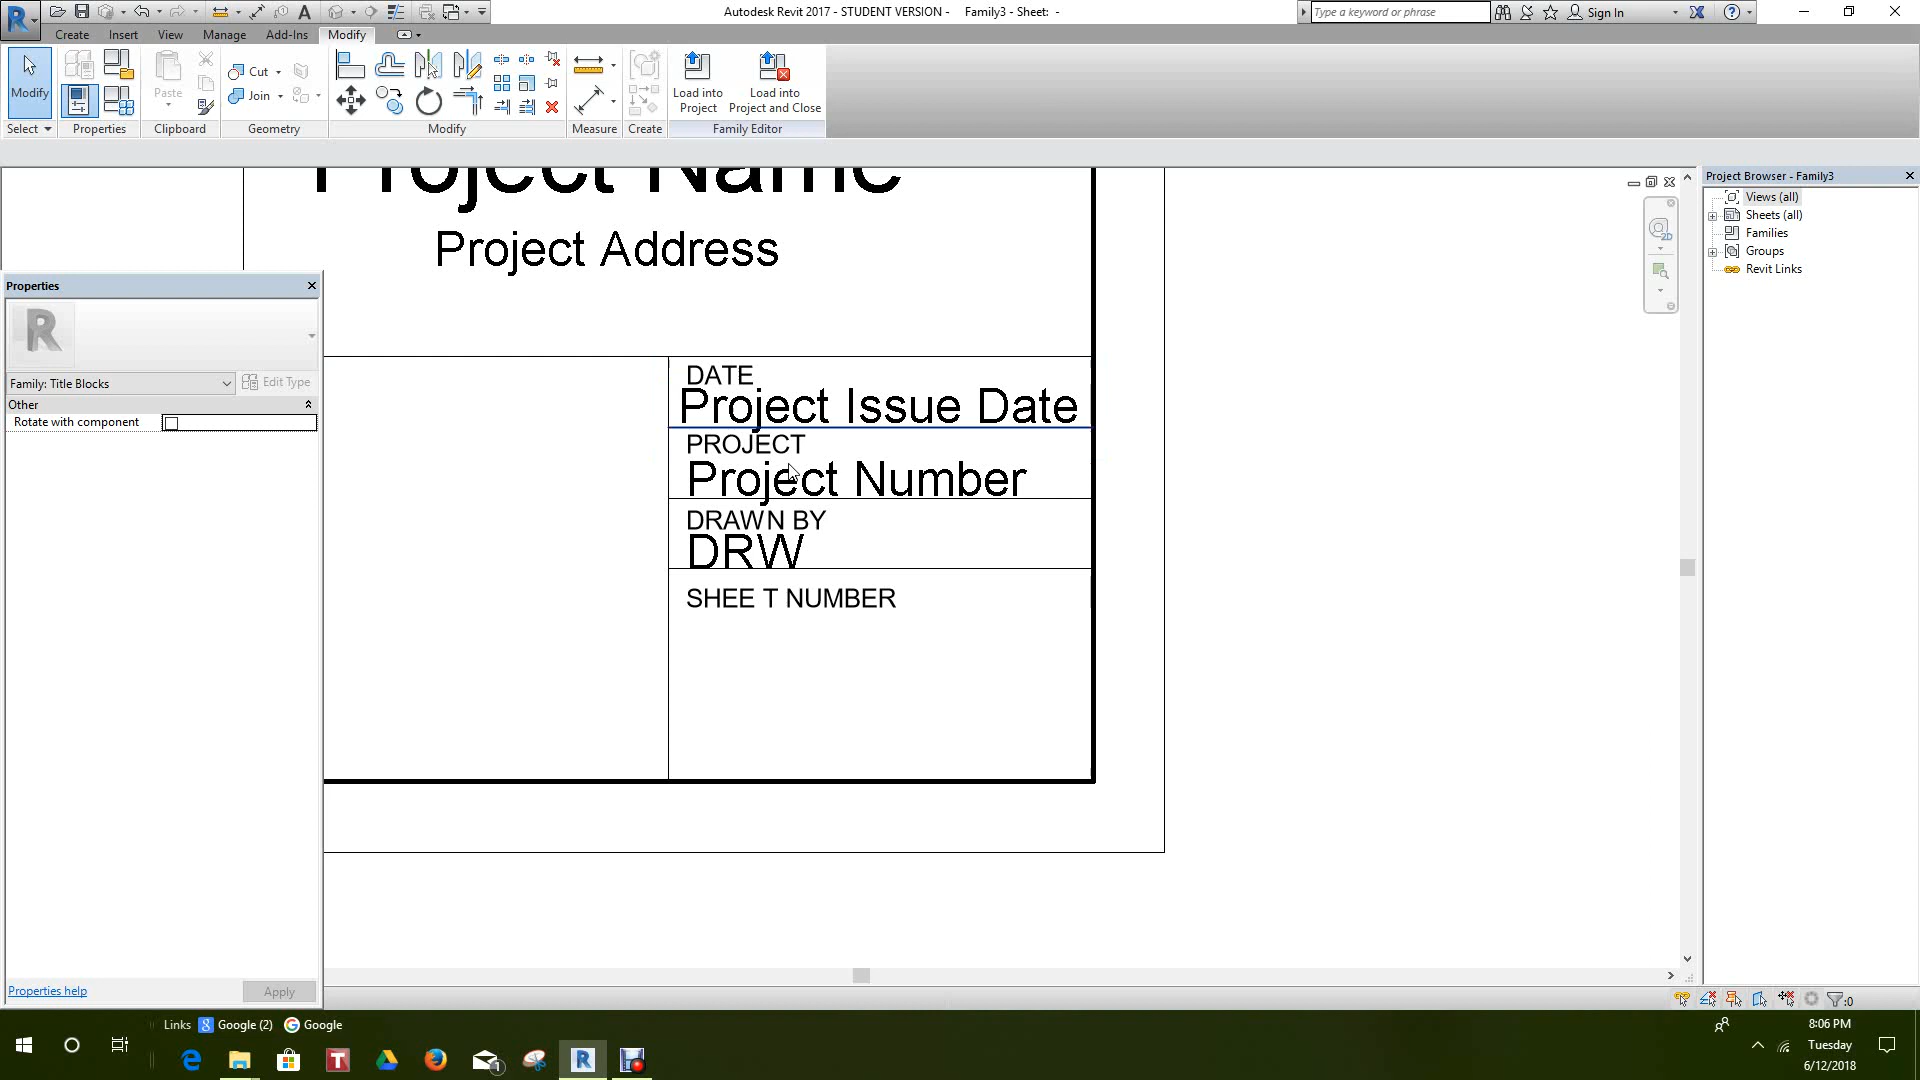 Autodesk Revit 2017 - STUDENT VERSION - Family3 - Sheet: -
Type a keyword or phrase
Sign In
Create Insert View Manage Add-Ins Modify
Modify
Paste
Cut
Join
Load into Project
Load into Project and Close
Select Properties Clipboard Geometry Modify Measure Create Family Editor
Project Name
Project Address
Project Browser - Family3
Views (all)
Sheets (all)
Families
Groups
Revit Links
Properties
R
Family: Title Blocks
Edit Type
Other
Rotate with component
DATE
Project Issue Date
PROJECT
Project Number
DRAWN BY
DRW
SHEE T NUMBER
2D
Properties help
Apply
:0
Links Google (2) Google
8:06 PM
Tuesday
6/12/2018